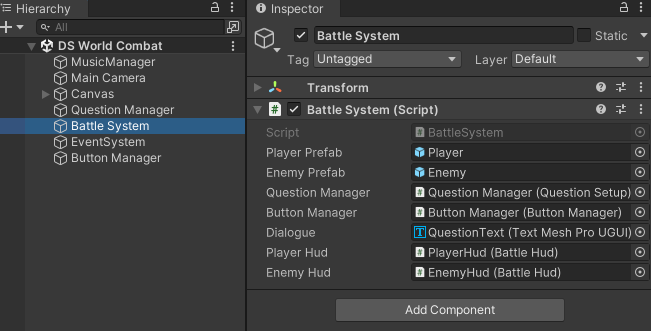 Hierarchy
All
DS World Combat
MusicManager
Main Camera
Canvas
Question Manager
Battle System
EventSystem
Button Manager
Inspector
Battle System
Static
Tag Untagged Layer Default
Transform
# Battle System (Script)
Script # BattleSystem
Player Prefab Player
Enemy Prefab Enemy
Question Manager # Question Manager (Question Setup)
Button Manager # Button Manager (Button Manager)
Dialogue T QuestionText (Text Mesh Pro UGUI)
Player Hud # PlayerHud (Battle Hud)
Enemy Hud # EnemyHud (Battle Hud)
Add Component